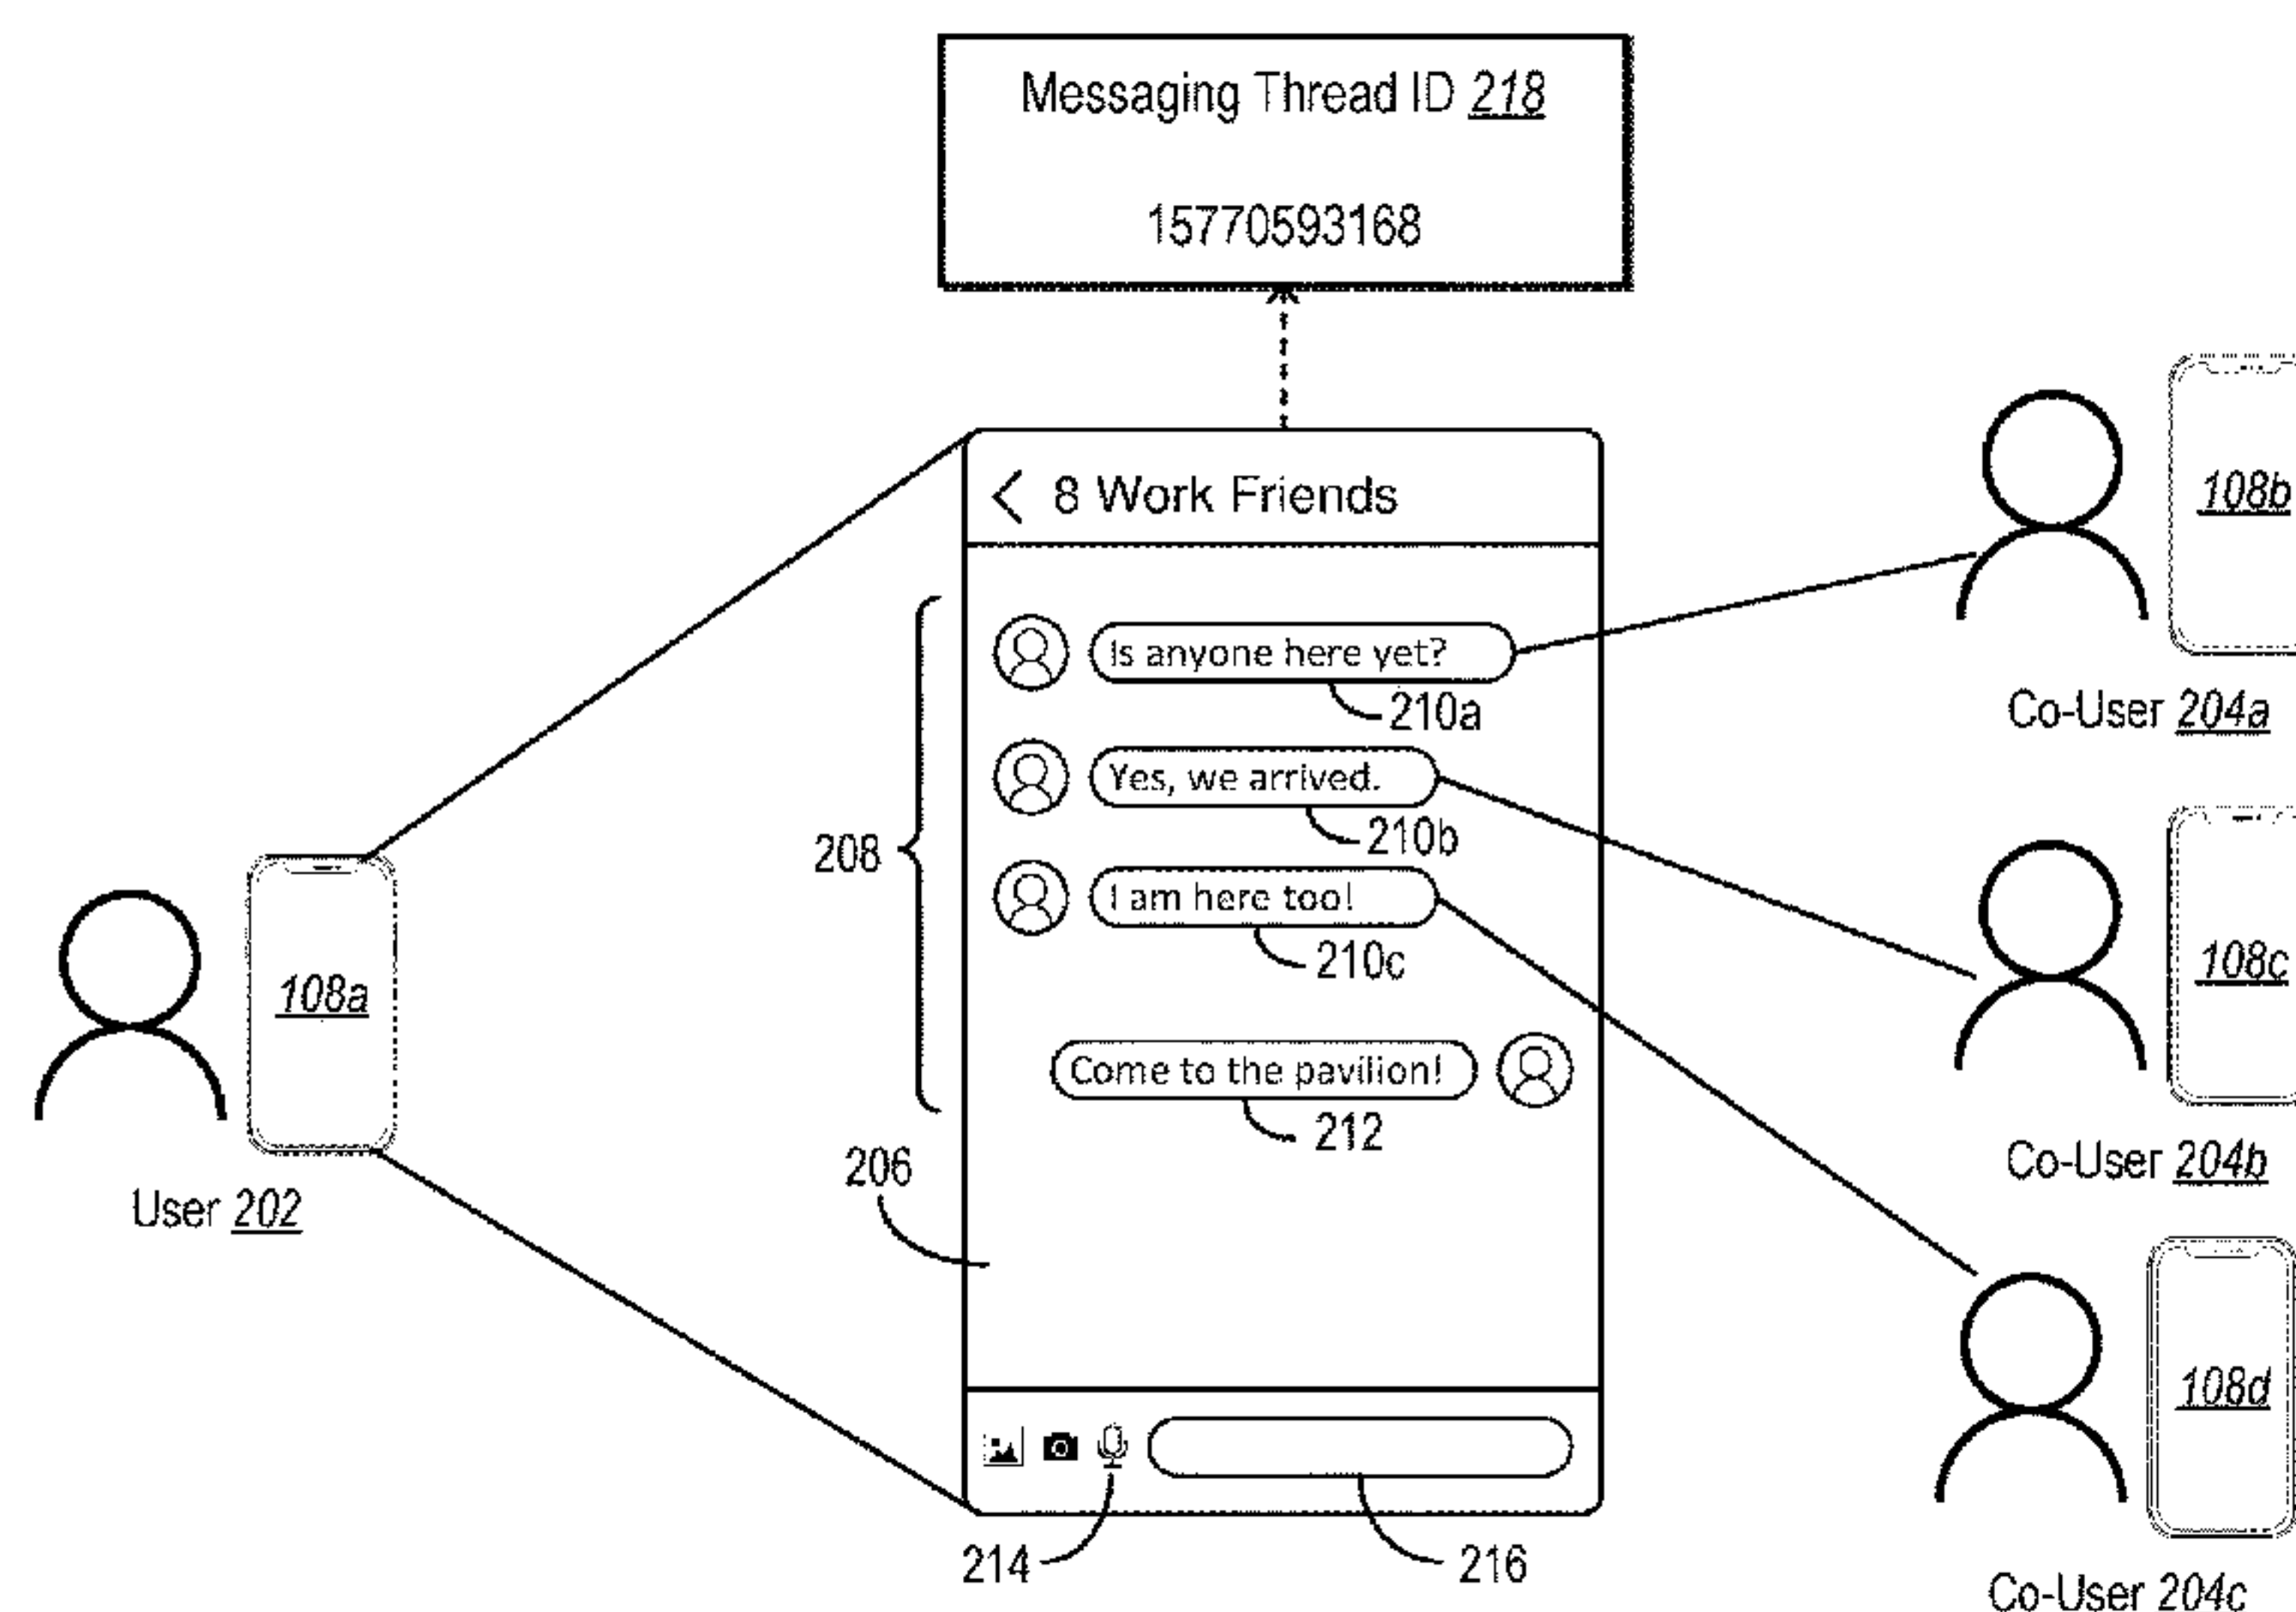 Messaging Thread ID 218
15770593168
8 Work Friends
108b
Is anyone here yet?
210a
Co-User 204a
Yes, we arrived.
210b
208
I am here too!
210c
108c
108a
Come to the pavilion!
212
206
Co-User 204b
User 202
108d
214
216
Co-User 204c